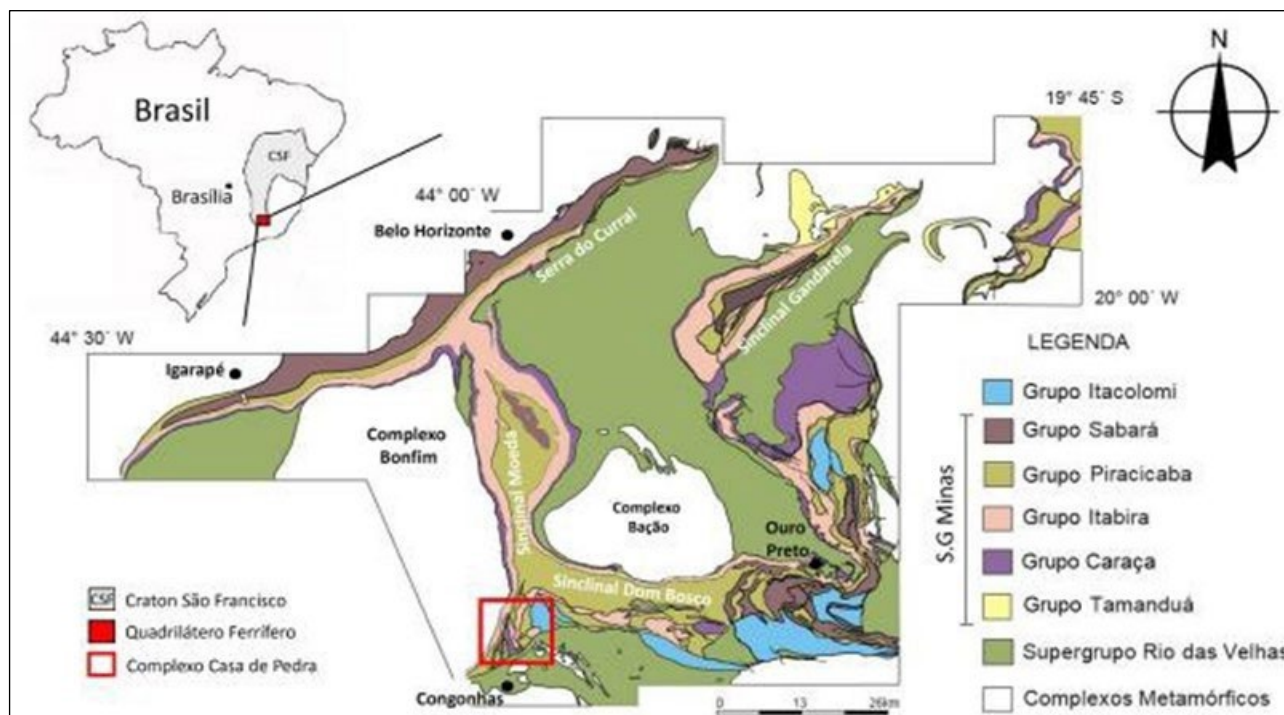 Brasil
CSF
Brasília
N
19° 45´ S
44° 00´ W
Belo Horizonte
Serra do Curral
Sinclinal Gandarela
20° 00´ W
44° 30´ W
Igarapé
Complexo
Bonfim
Sinclinal Moeda
Complexo
Bação
Ouro
Preto
Sinclinal Dom Bosco
Congonhas
LEGENDA
Grupo Itacolomi
S.G Minas
Grupo Sabará
Grupo Piracicaba
Grupo Itabira
Grupo Caraça
Grupo Tamanduá
Supergrupo Rio das Velhas
Complexos Metamórficos
CSF Craton São Francisco
Quadrilátero Ferrífero
Complexo Casa de Pedra
0 13 26km